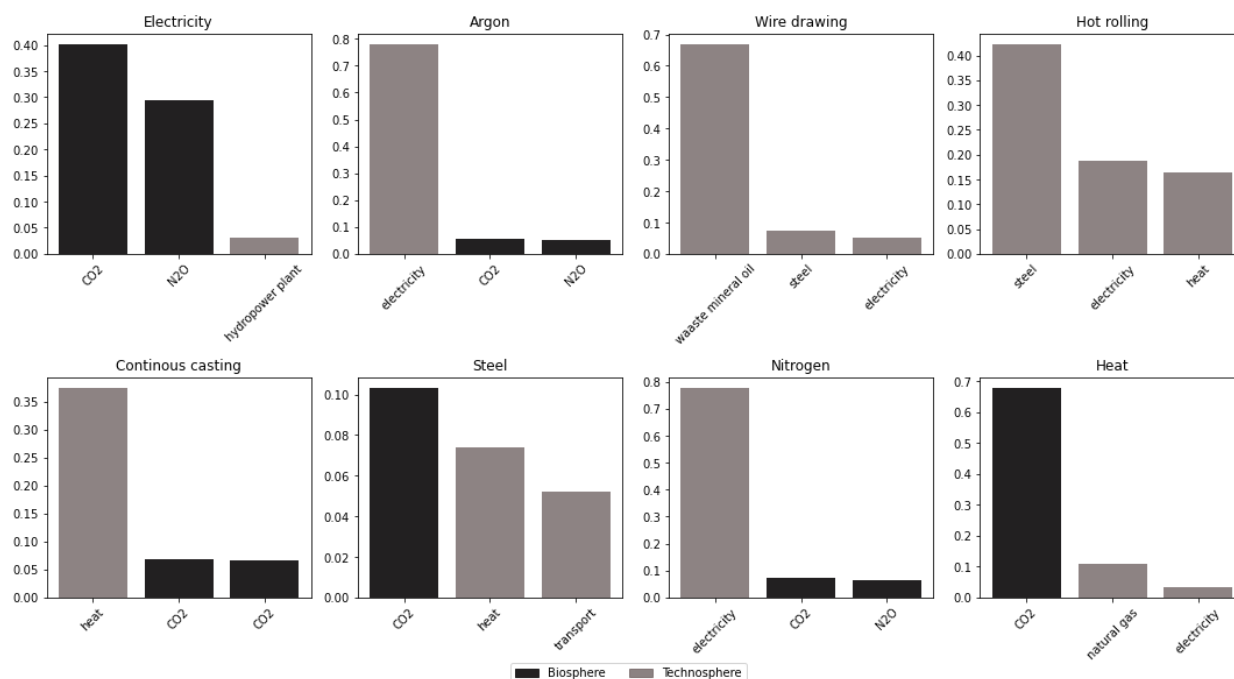 Electricity
0.40
0.35
0.30
0.25
0.20
0.15
0.10
0.05
0.00
CO2
N2O
hydropower plant
Argon
0.8
0.7
0.6
0.5
0.4
0.3
0.2
0.1
0.0
electricity
CO2
N2O
Wire drawing
0.7
0.6
0.5
0.4
0.3
0.2
0.1
0.0
waaste mineral oil
steel
electricity
Hot rolling
0.40
0.35
0.30
0.25
0.20
0.15
0.10
0.05
0.00
steel
electricity
heat
Continous casting
0.35
0.30
0.25
0.20
0.15
0.10
0.05
0.00
heat
CO2
CO2
Steel
0.10
0.08
0.06
0.04
0.02
0.00
CO2
heat
transport
Nitrogen
0.8
0.7
0.6
0.5
0.4
0.3
0.2
0.1
0.0
electricity
CO2
N2O
Heat
0.7
0.6
0.5
0.4
0.3
0.2
0.1
0.0
CO2
natural gas
electricity
Biosphere
Technosphere